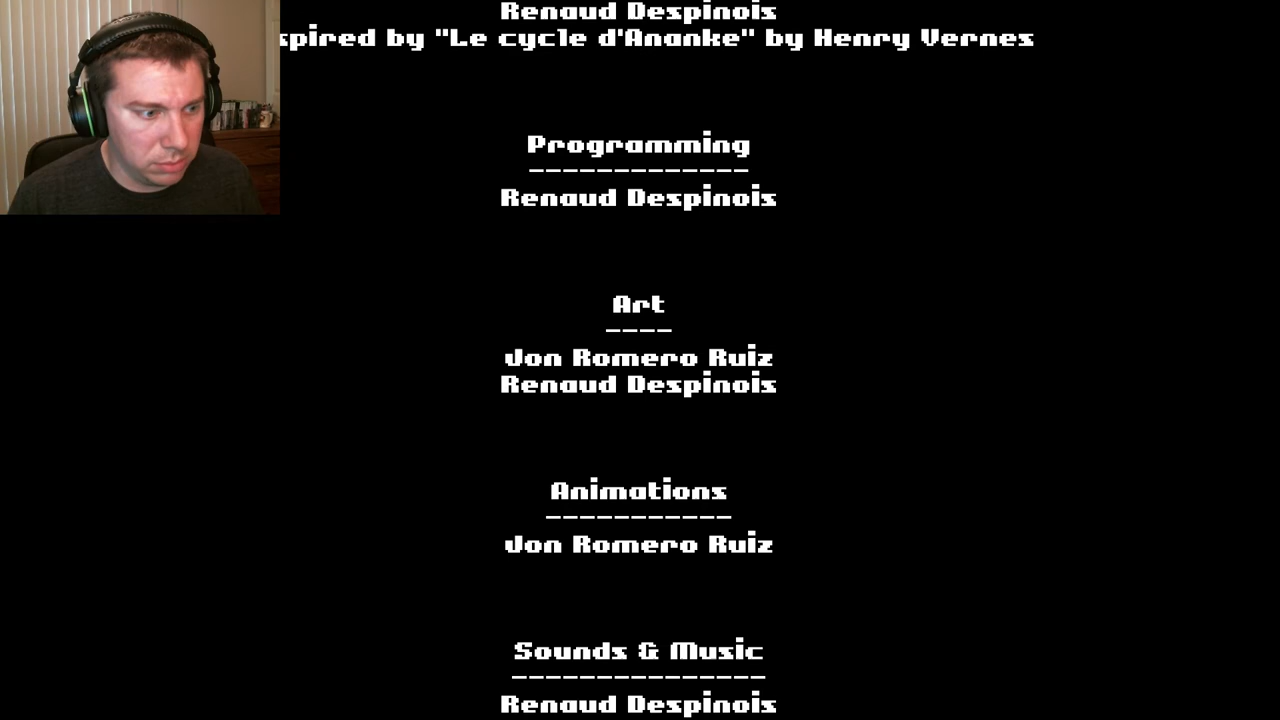 Renaud Despinois
spired by "Le cycle d'Ananke" by Henry Vernes
Programming
-------------
Renaud Despinois
Art
----
Jon Romero Ruiz
Renaud Despinois
Animations
-----------
Jon Romero Ruiz
Sounds & Music
---------------
Renaud Despinois